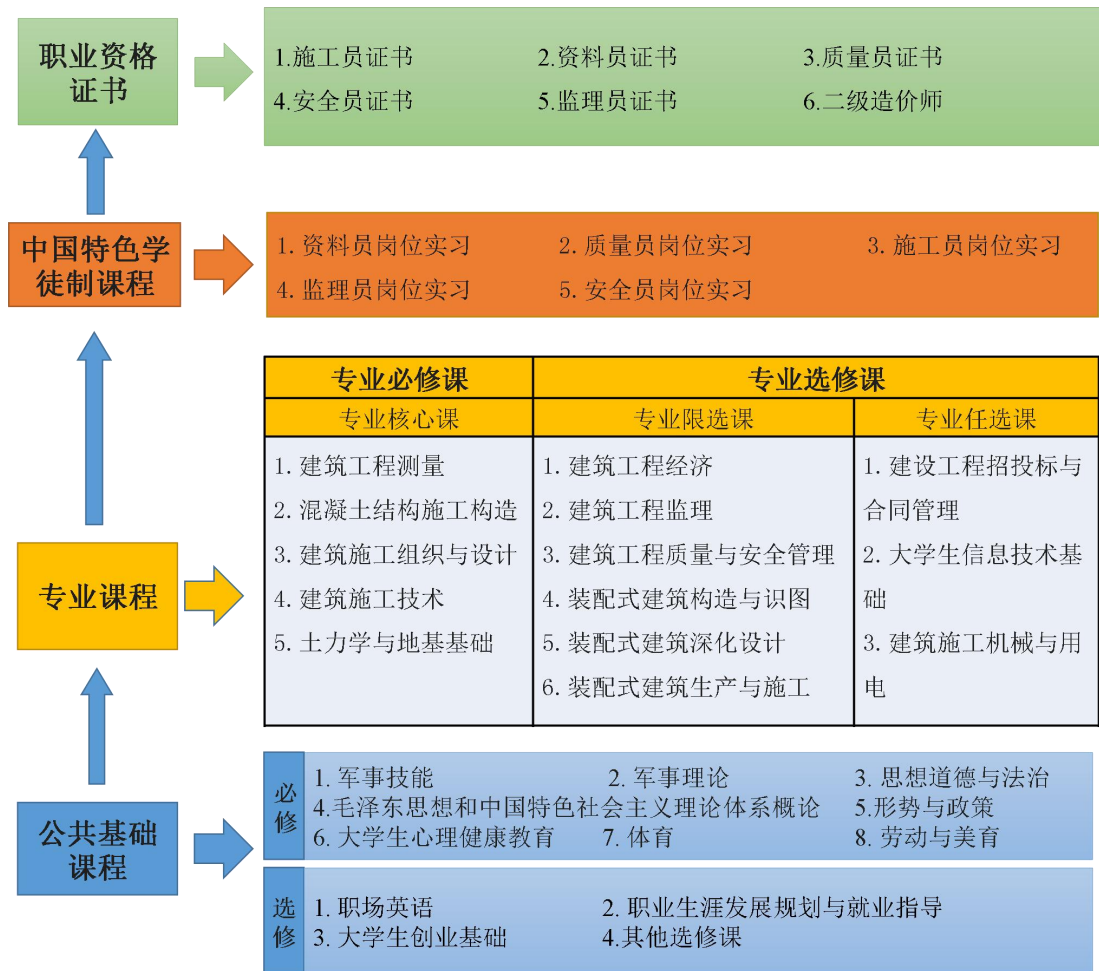 职业资格
证书
1.施工员证书 2.资料员证书 3.质量员证书
4.安全员证书 5.监理员证书 6.二级造价师
中国特色学
徒制课程
1. 资料员岗位实习 2. 质量员岗位实习 3. 施工员岗位实习
4. 监理员岗位实习 5. 安全员岗位实习
专业课程
专业必修课 专业选修课
专业核心课 专业限选课 专业任选课
1. 建筑工程测量
2. 混凝土结构施工构造
3. 建筑施工组织与设计
4. 建筑施工技术
5. 土力学与地基基础
1. 建筑工程经济
2. 建筑工程监理
3. 建筑工程质量与安全管理
4. 装配式建筑构造与识图
5. 装配式建筑深化设计
6. 装配式建筑生产与施工
1. 建设工程招投标与
合同管理
2. 大学生信息技术基
础
3. 建筑施工机械与用
电
公共基础
课程
必
修
1. 军事技能 2. 军事理论 3. 思想道德与法治
4.毛泽东思想和中国特色社会主义理论体系概论 5.形势与政策
6. 大学生心理健康教育 7. 体育 8. 劳动与美育
选
修
1. 职场英语 2. 职业生涯发展规划与就业指导
3. 大学生创业基础 4.其他选修课